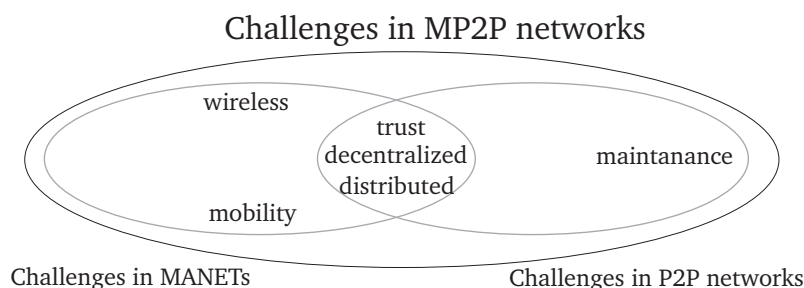 Challenges in MP2P networks
wireless
trust
decentralized
distributed
maintanance
mobility
Challenges in MANETs
Challenges in P2P networks